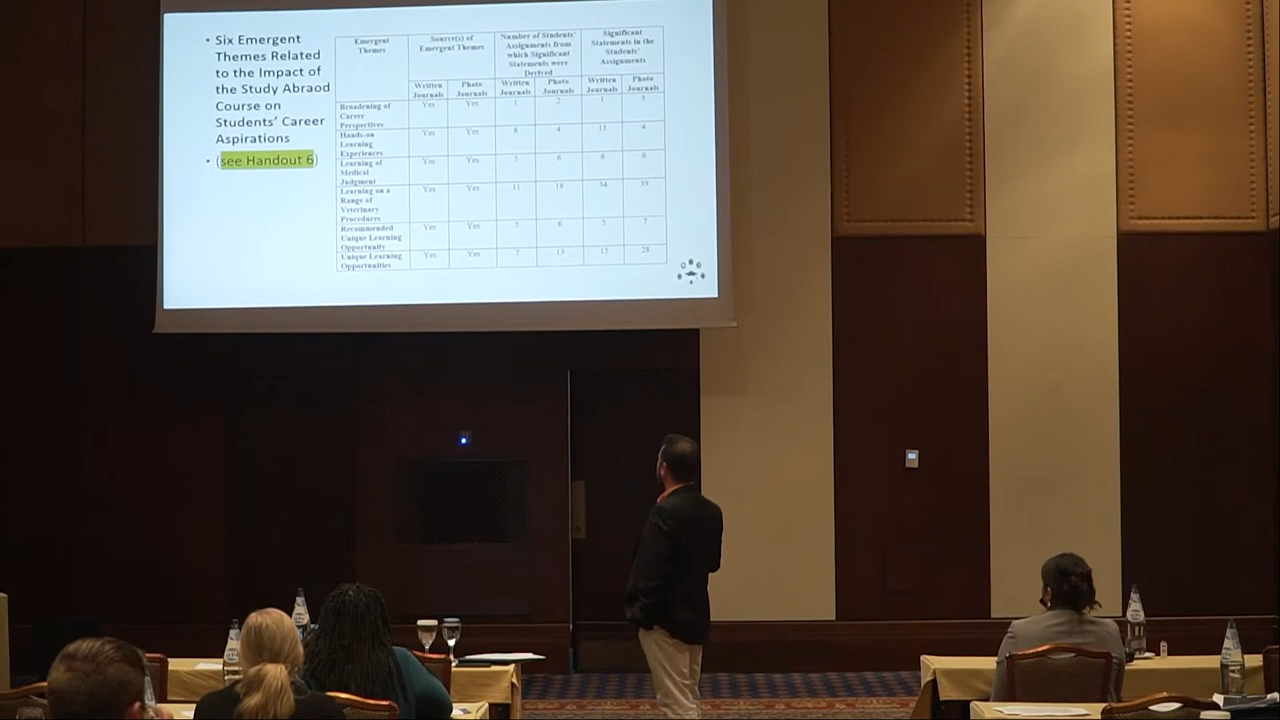 • Six Emergent
Themes Related
to the Impact of
the Study Abraod
Course on
Students' Career
Aspirations
• (see Handout 6)
Emergent Themes | Source(s) of Emergent Themes | Number of Students' Assignments from which Significant Statements were Derived | Significant Statements in the Students' Assignments
Written Journals | Photo Journals | Written Journals | Photo Journals | Written Journals | Photo Journals
Broadening of Career Perspectives | Yes | Yes | 1 | 2 | 1 | 3
Hands-on Learning Experiences | Yes | Yes | 8 | 4 | 13 | 4
Learning of Medical Judgment | Yes | Yes | 5 | 6 | 6 | 6
Learning on a Range of Veterinary Procedures | Yes | Yes | 11 | 18 | 54 | 39
Recommended Unique Learning Opportunity | Yes | Yes | 5 | 6 | 5 | 7
Unique Learning Opportunities | Yes | Yes | 7 | 13 | 15 | 28